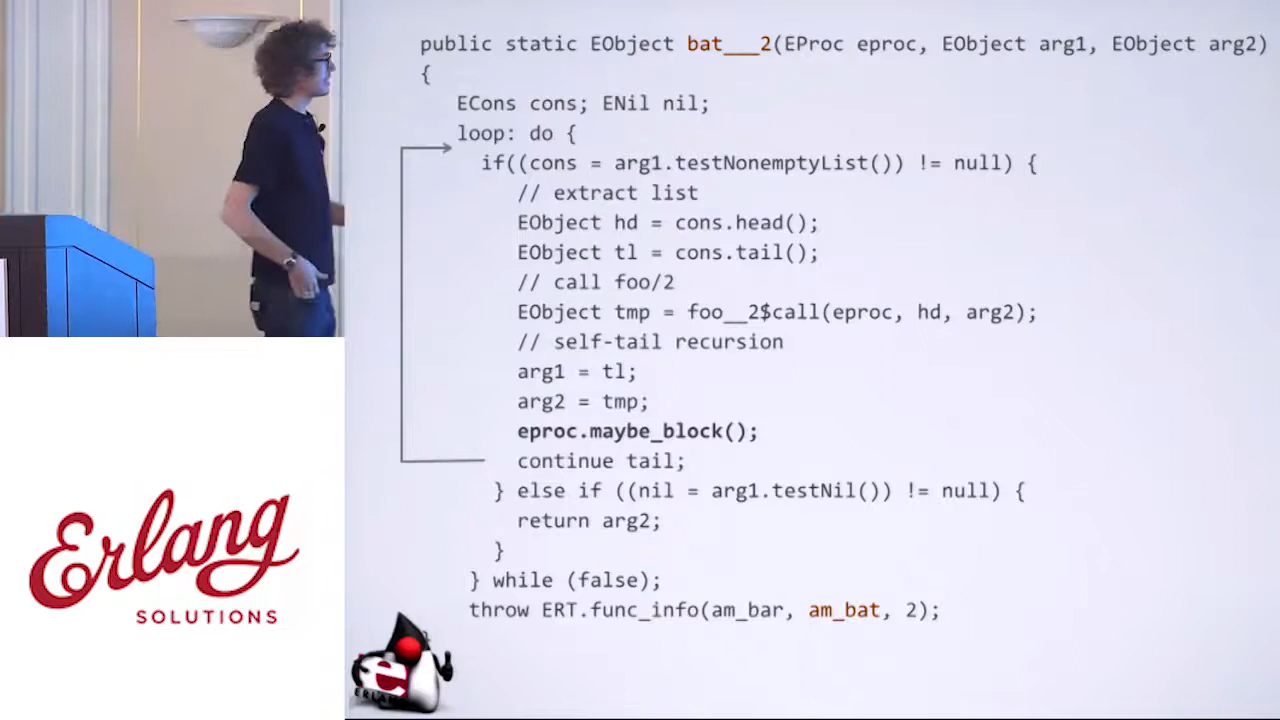 public static EObject bat___2(EProc eproc, EObject arg1, EObject arg2)
{
ECons cons; ENil nil;
loop: do {
if((cons = arg1.testNonemptyList()) != null) {
// extract list
EObject hd = cons.head();
EObject tl = cons.tail();
// call foo/2
EObject tmp = foo__2$call(eproc, hd, arg2);
// self-tail recursion
arg1 = tl;
arg2 = tmp;
eproc.maybe_block();
continue tail;
} else if ((nil = arg1.testNil()) != null) {
return arg2;
}
} while (false);
throw ERT.func_info(am_bar, am_bat, 2);
}
Erlang
SOLUTIONS
e